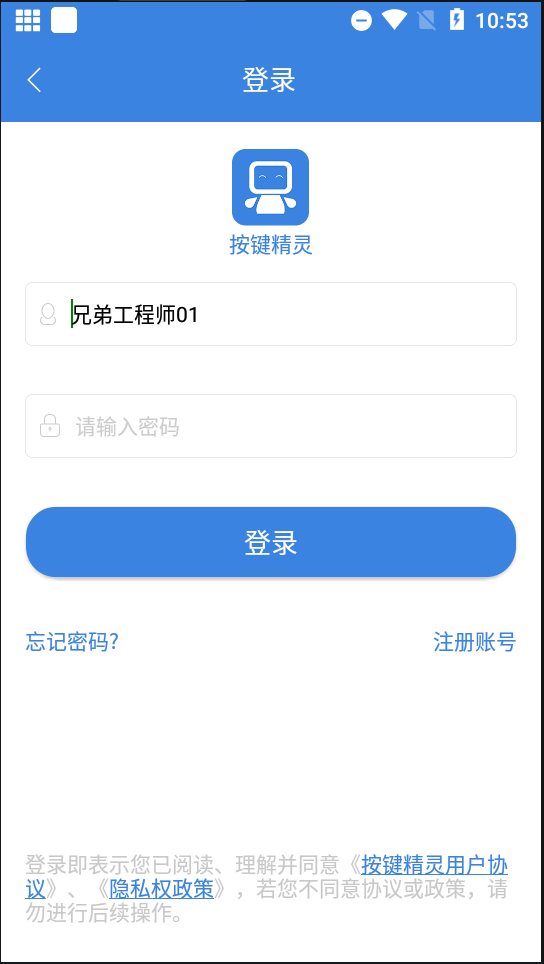 10:53
登录
按键精灵
兄弟工程师01
请输入密码
登录
忘记密码?
注册账号
登录即表示您已阅读、理解并同意《按键精灵用户协
议》、《隐私权政策》，若您不同意协议或政策，请
勿进行后续操作。